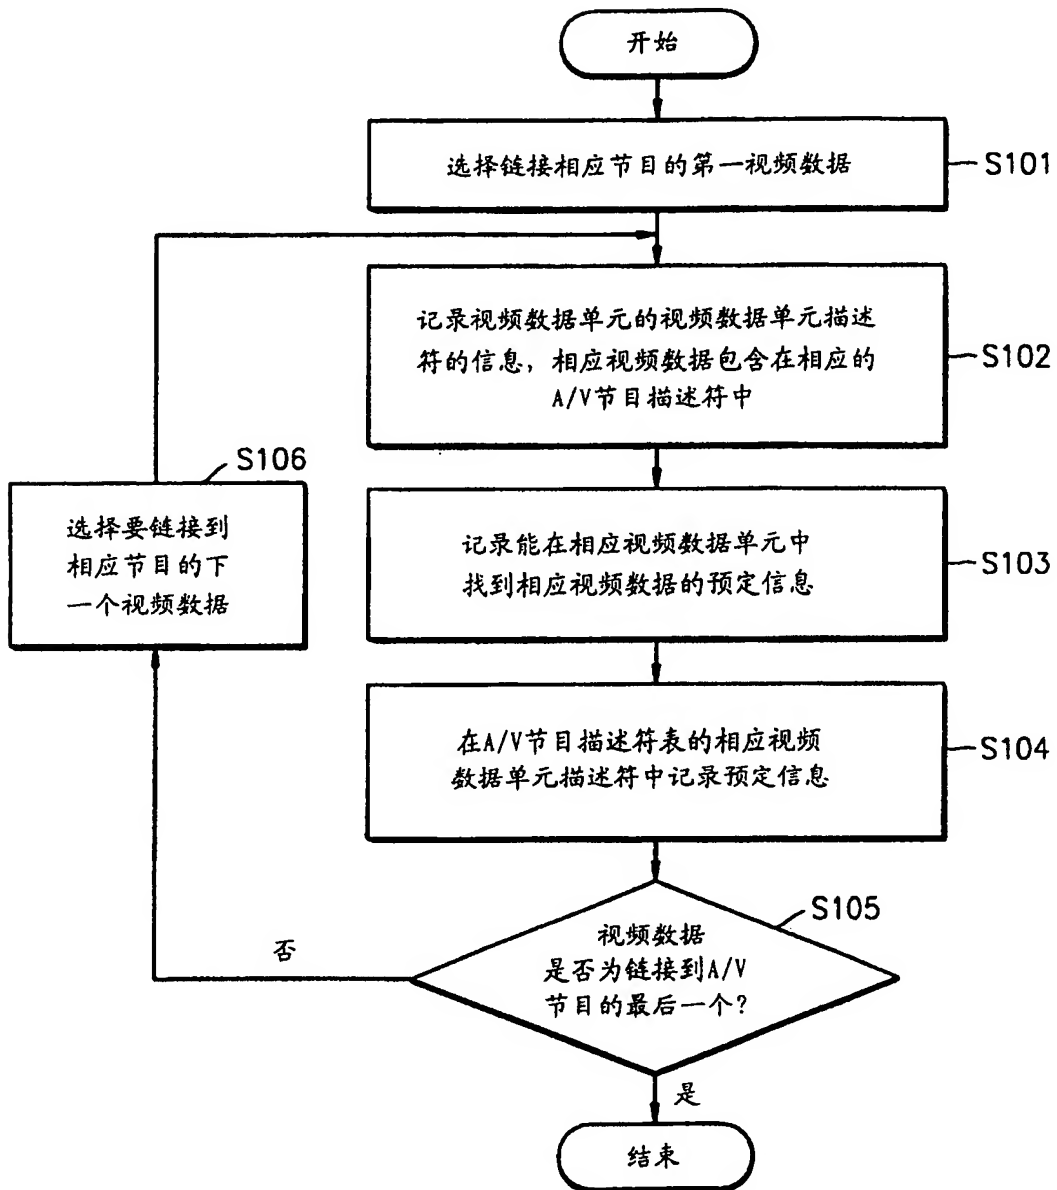 开始
选择链接相应节目的第一视频数据
S101
记录视频数据单元的视频数据单元描述
符的信息，相应视频数据包含在相应的
A/V节目描述符中
S102
S106
选择要链接到
相应节目的下
一个视频数据
记录能在相应视频数据单元中
找到相应视频数据的预定信息
S103
在A/V节目描述符表的相应视频
数据单元描述符中记录预定信息
S104
S105
视频数据
是否为链接到A/V
节目的最后一个?
否
是
结束